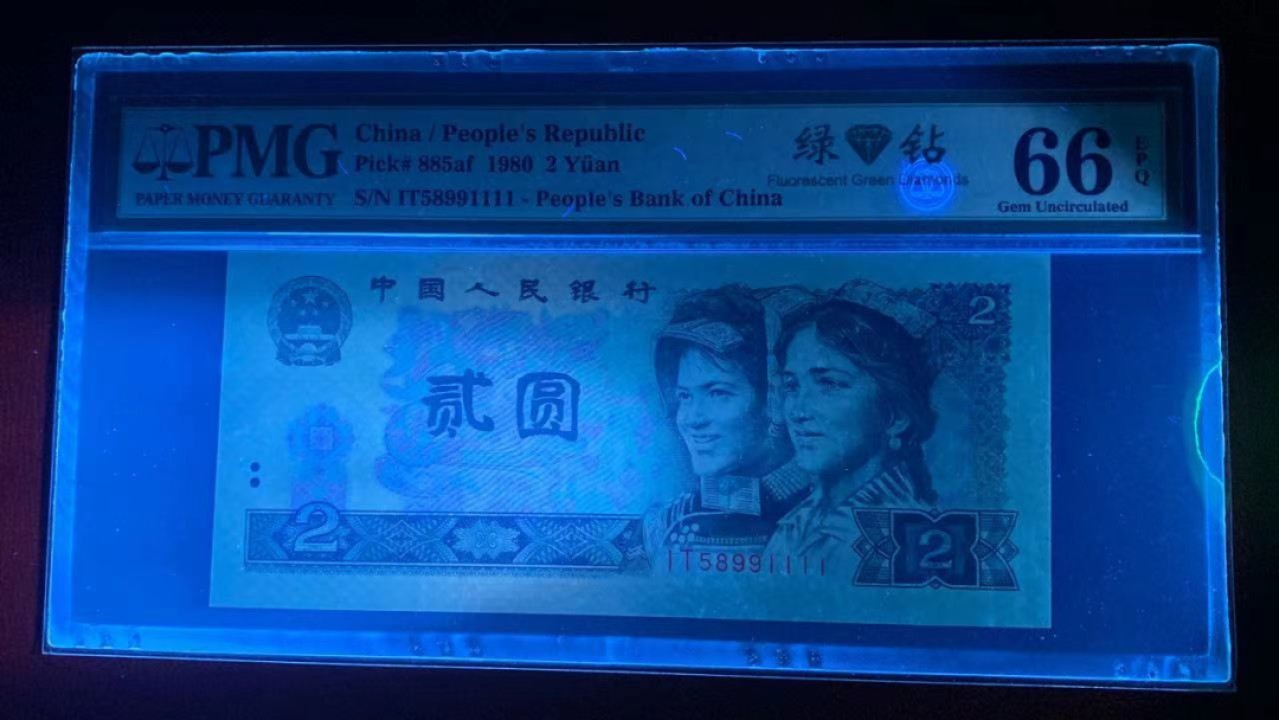 PMG
PAPER MONEY GUARANTY
China / People's Republic
Pick# 885af 1980 2 Yüan
S/N IT58991111 - People's Bank of China
绿 钻
Fluorescent Green Diamonds
66
EPQ
Gem Uncirculated
中国人民银行
2
贰圆
2
IT58991111
2